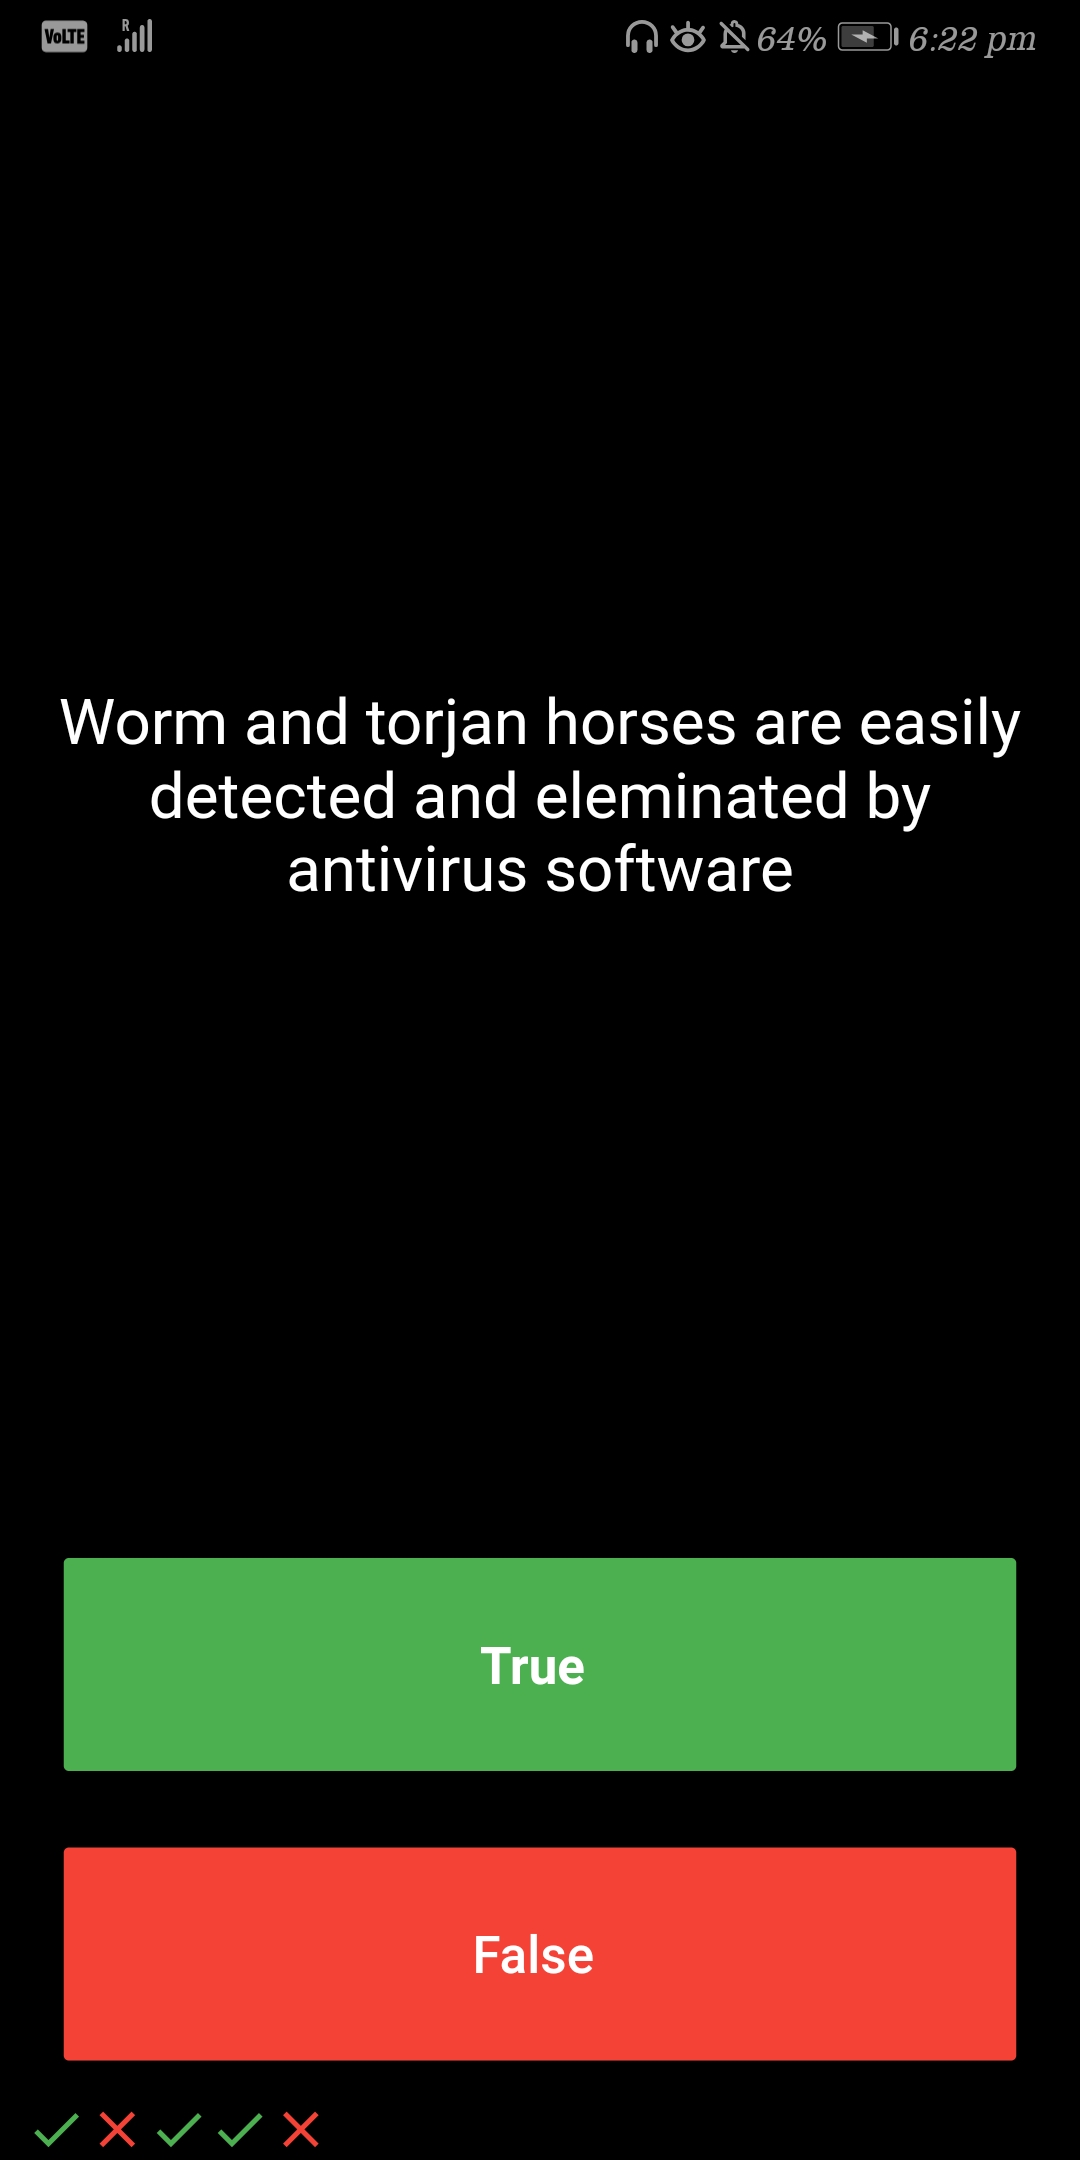 VoLTE R 64% 6:22 pm
Worm and torjan horses are easily
detected and eleminated by
antivirus software
True
False